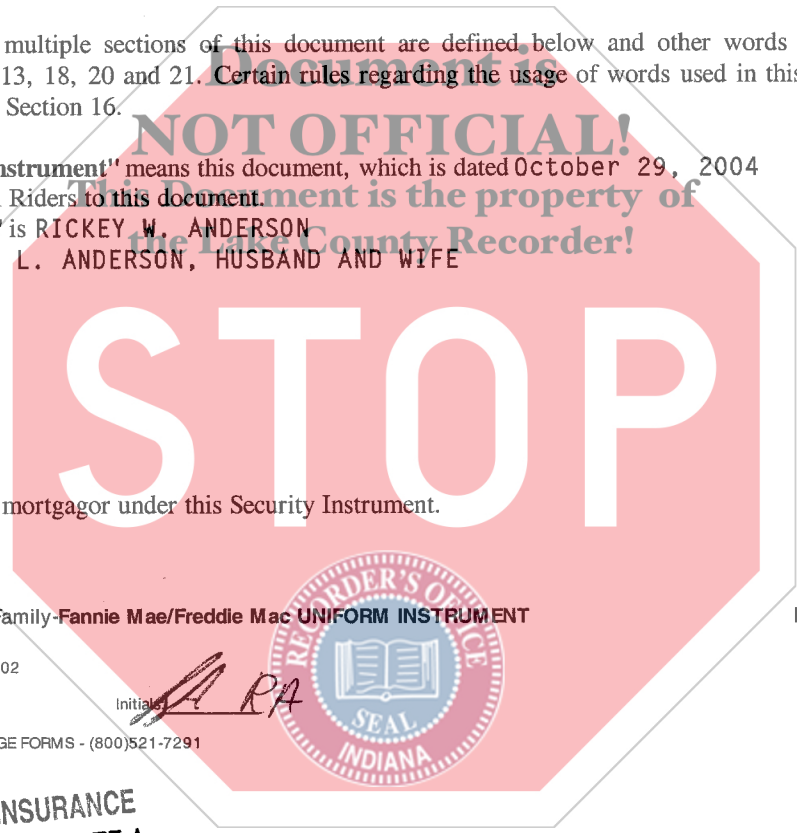 multiple sections of this document are defined below and other words
13, 18, 20 and 21. Certain rules regarding the usage of words used in this
Section 16.
Document is
NOT OFFICIAL!
This Document is the property of
the Lake County Recorder!
nstrument" means this document, which is dated October 29, 2004
Riders to this document.
" is RICKEY W. ANDERSON
L. ANDERSON, HUSBAND AND WIFE
STOP
mortgagor under this Security Instrument.
Family-Fannie Mae/Freddie Mac UNIFORM INSTRUMENT
02
Initials: RA
GE FORMS - (800)521-7291
RECORDER'S OFFICE
SEAL
INDIANA
NSURANCE